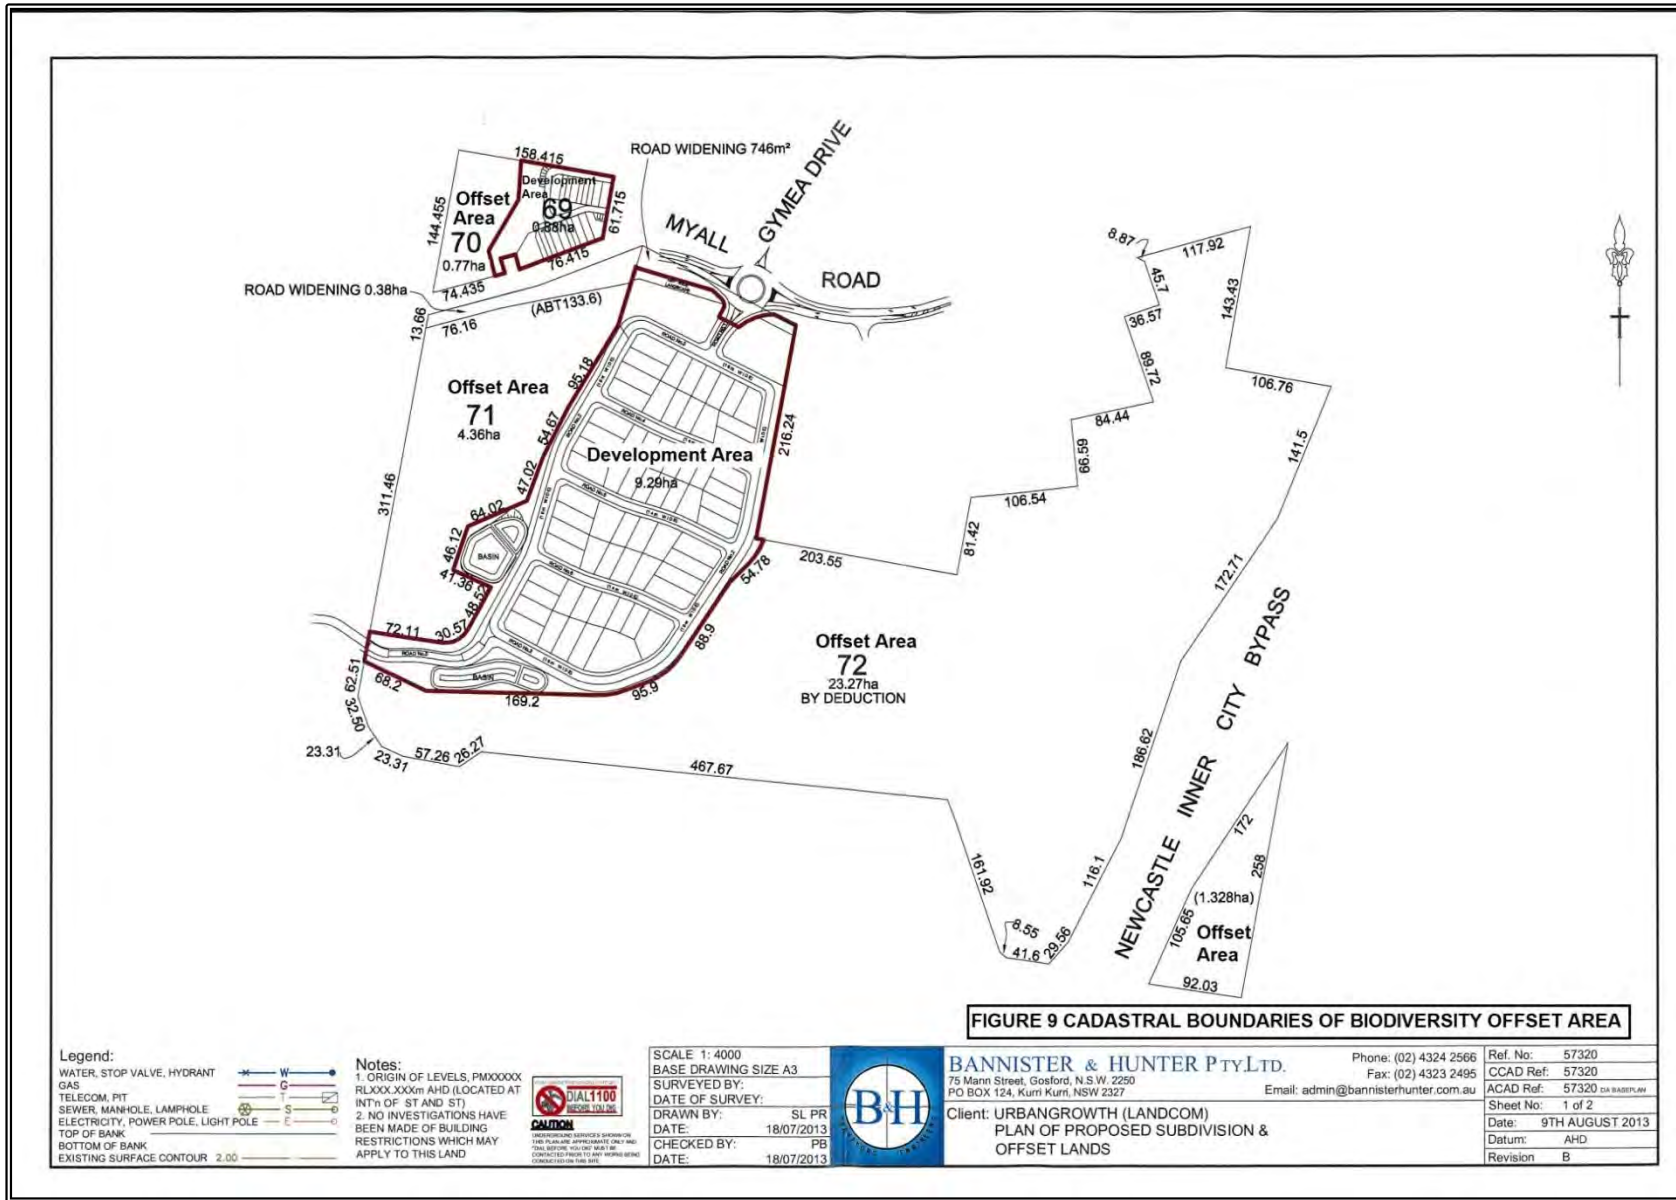 158.415
ROAD WIDENING 746m²
GYMEA DRIVE
Development
Area
69
0.88ha
Offset
Area
70
0.77ha
144.455
61.715
76.415
74.435
MYALL
ROAD
ROAD WIDENING 0.38ha
(ABT133.6)
76.16
13.66
8.87
117.92
45.7
143.43
36.57
89.72
106.76
84.44
66.59
141.5
106.54
81.42
95.18
54.67
47.02
Offset Area
71
4.36ha
311.46
Development Area
9.29ha
216.24
64.02
46.12
BASIN
41.36
48.52
30.57
72.11
ROAD No.2
62.51
68.2
BASIN
169.2
95.9
88.9
54.78
203.55
172.71
Offset Area
72
23.27ha
BY DEDUCTION
32.50
23.31
23.31
57.26
26.27
467.67
186.62
NEWCASTLE INNER CITY BYPASS
161.92
116.1
8.55
41.6
29.56
172
258
(1.328ha)
105.65
Offset
Area
92.03
FIGURE 9 CADASTRAL BOUNDARIES OF BIODIVERSITY OFFSET AREA
Legend:
WATER, STOP VALVE, HYDRANT W
GAS G
TELECOM, PIT T
SEWER, MANHOLE, LAMPHOLE S
ELECTRICITY, POWER POLE, LIGHT POLE E
TOP OF BANK
BOTTOM OF BANK
EXISTING SURFACE CONTOUR 2.00
Notes:
1. ORIGIN OF LEVELS, PMXXXXX
RLXXX.XXXm AHD (LOCATED AT
INT'n OF ST AND ST)
2. NO INVESTIGATIONS HAVE
BEEN MADE OF BUILDING
RESTRICTIONS WHICH MAY
APPLY TO THIS LAND
DIAL1100
BEFORE YOU DIG
CAUTION
SCALE 1: 4000
BASE DRAWING SIZE A3
SURVEYED BY:
DATE OF SURVEY:
DRAWN BY: SL PR
DATE: 18/07/2013
CHECKED BY: PB
DATE: 18/07/2013
B&H
BANNISTER & HUNTER PTY.LTD.
75 Mann Street, Gosford, N.S.W. 2250
PO BOX 124, Kurri Kurri, NSW 2327
Phone: (02) 4324 2566
Fax: (02) 4323 2495
Email: admin@bannisterhunter.com.au
Client: URBANGROWTH (LANDCOM)
PLAN OF PROPOSED SUBDIVISION &
OFFSET LANDS
Ref. No: 57320
CCAD Ref: 57320
ACAD Ref: 57320 DA BASEPLAN
Sheet No: 1 of 2
Date: 9TH AUGUST 2013
Datum: AHD
Revision B